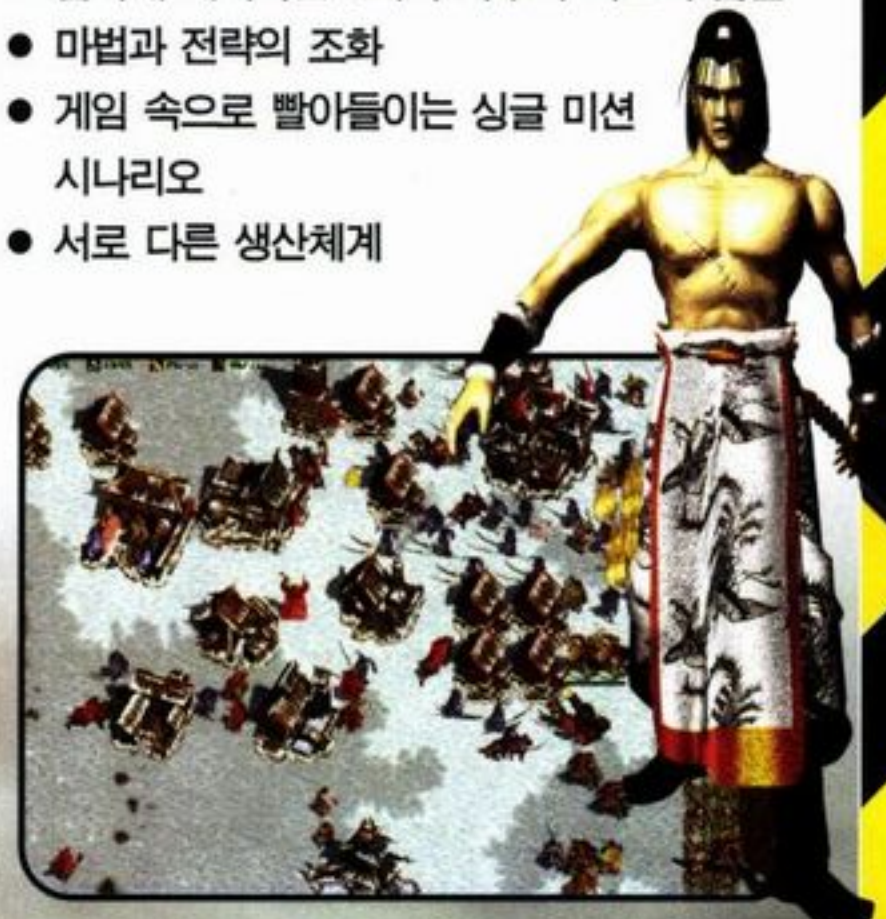 ● 마법과 전략의 조화
● 게임 속으로 빨아들이는 싱글 미션
시나리오
● 서로 다른 생산체계